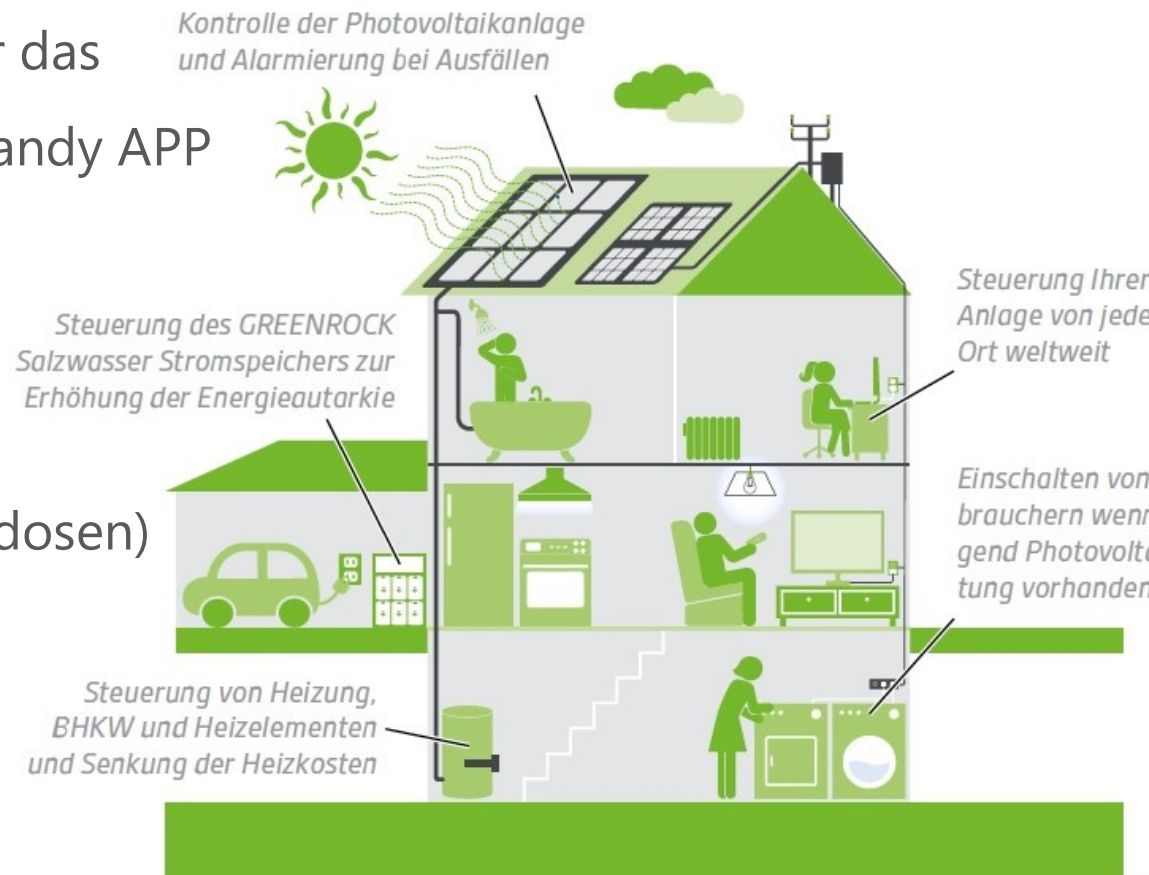 Kontrolle der Photovoltaikanlage
und Alarmierung bei Ausfällen
das
APP
Steuerung Ihrer
Anlage von jede
Ort weltweit
Steuerung des GREENROCK
Salzwasser Stromspeichers zur
Erhöhung der Energieautarkie
Einschalten von
brauchern wenn
gend Photovolta
tung vorhanden
dosen)
Steuerung von Heizung,
BHKW und Heizelementen
und Senkung der Heizkosten